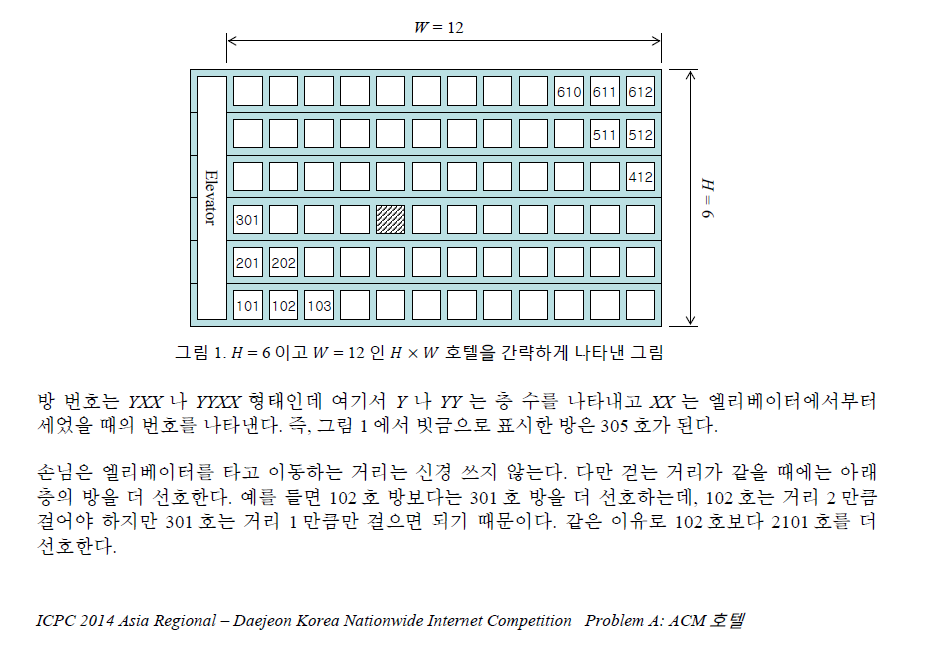 W = 12
610 611 612
511 512
412
Elevator
H = 6
301
201 202
101 102 103
그림 1. H = 6 이고 W = 12 인 H × W 호텔을 간략하게 나타낸 그림
방 번호는 YXX 나 YYXX 형태인데 여기서 Y 나 YY 는 층 수를 나타내고 XX 는 엘리베이터에서부터
세었을 때의 번호를 나타낸다. 즉, 그림 1 에서 빗금으로 표시한 방은 305 호가 된다.
손님은 엘리베이터를 타고 이동하는 거리는 신경 쓰지 않는다. 다만 걷는 거리가 같을 때에는 아래
층의 방을 더 선호한다. 예를 들면 102 호 방보다는 301 호 방을 더 선호하는데, 102 호는 거리 2 만큼
걸어야 하지만 301 호는 거리 1 만큼만 걸으면 되기 때문이다. 같은 이유로 102 호보다 2101 호를 더
선호한다.
ICPC 2014 Asia Regional – Daejeon Korea Nationwide Internet Competition Problem A: ACM 호텔